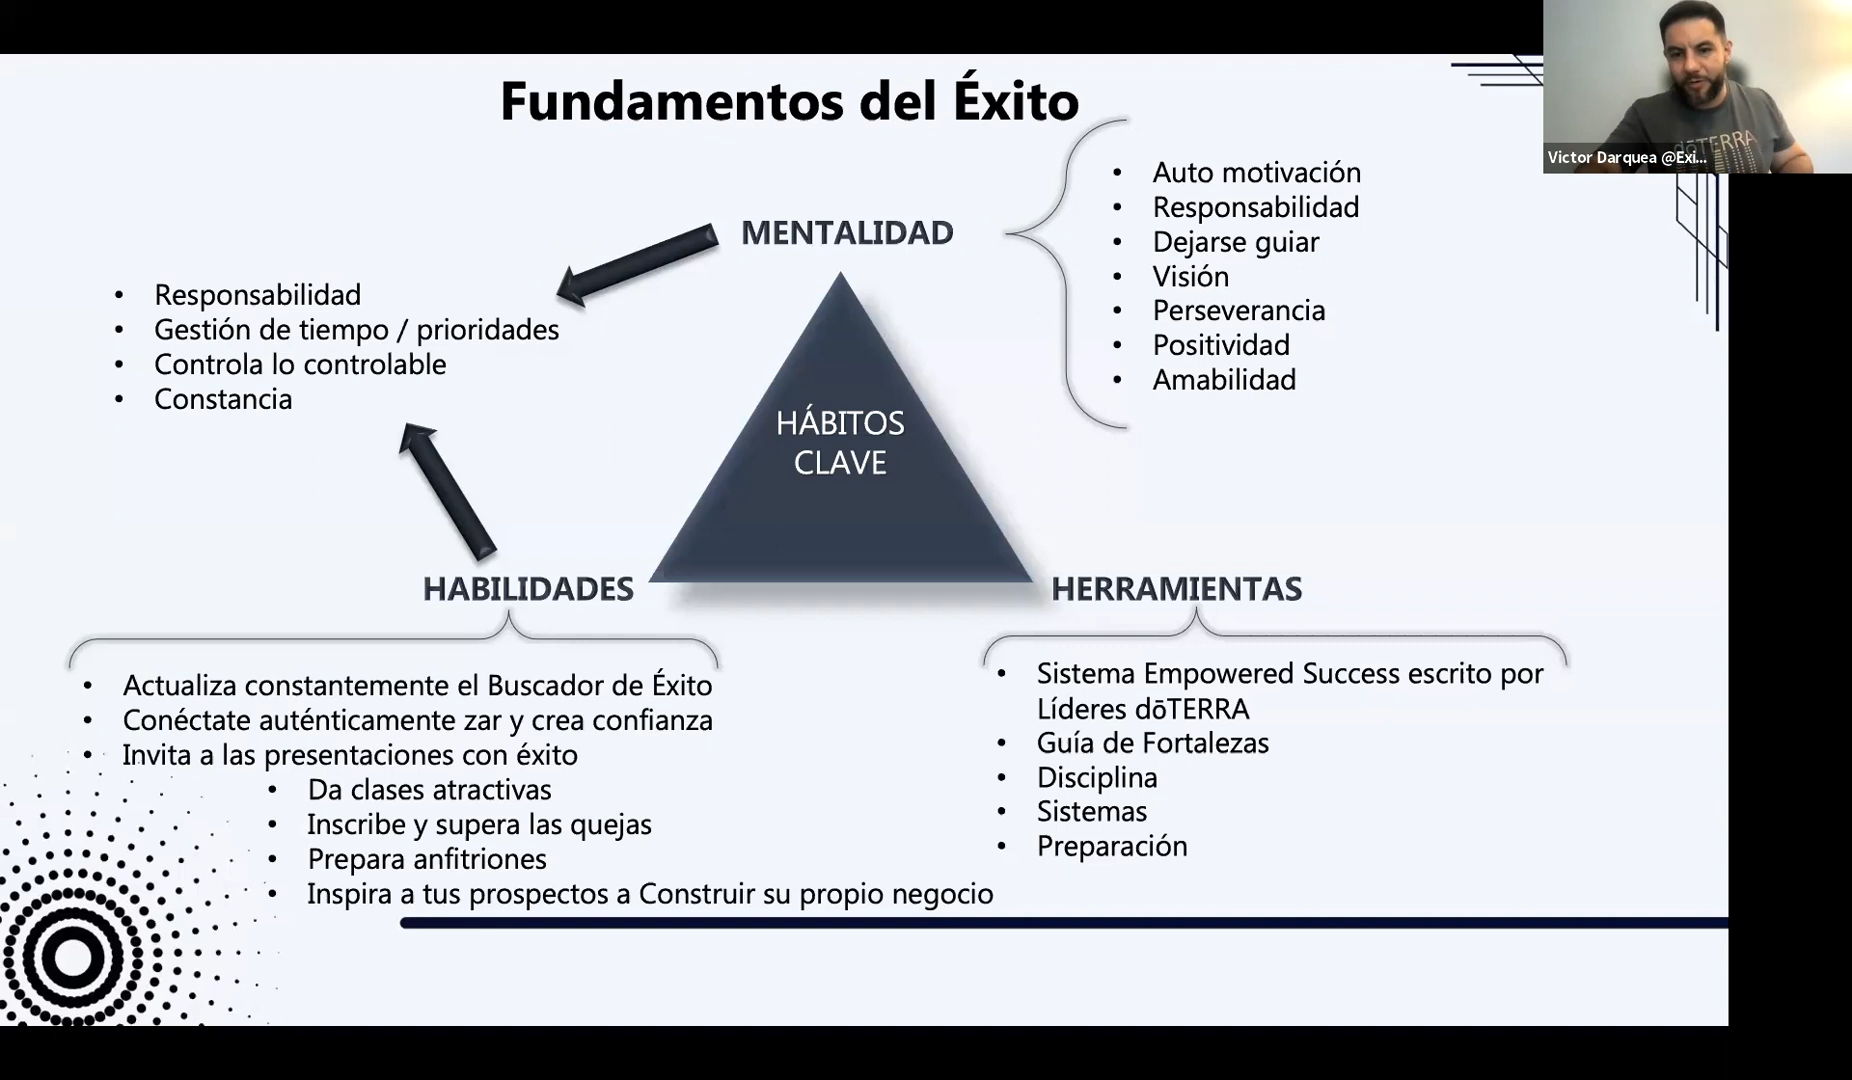 Fundamentos del Éxito
Victor Darquea @Exi...
dōTERRA
MENTALIDAD
• Auto motivación
• Responsabilidad
• Dejarse guiar
• Visión
• Perseverancia
• Positividad
• Amabilidad
• Responsabilidad
• Gestión de tiempo / prioridades
• Controla lo controlable
• Constancia
HÁBITOS
CLAVE
HABILIDADES
• Actualiza constantemente el Buscador de Éxito
• Conéctate auténticamente zar y crea confianza
• Invita a las presentaciones con éxito
• Da clases atractivas
• Inscribe y supera las quejas
• Prepara anfitriones
• Inspira a tus prospectos a Construir su propio negocio
HERRAMIENTAS
• Sistema Empowered Success escrito por
Líderes dōTERRA
• Guía de Fortalezas
• Disciplina
• Sistemas
• Preparación